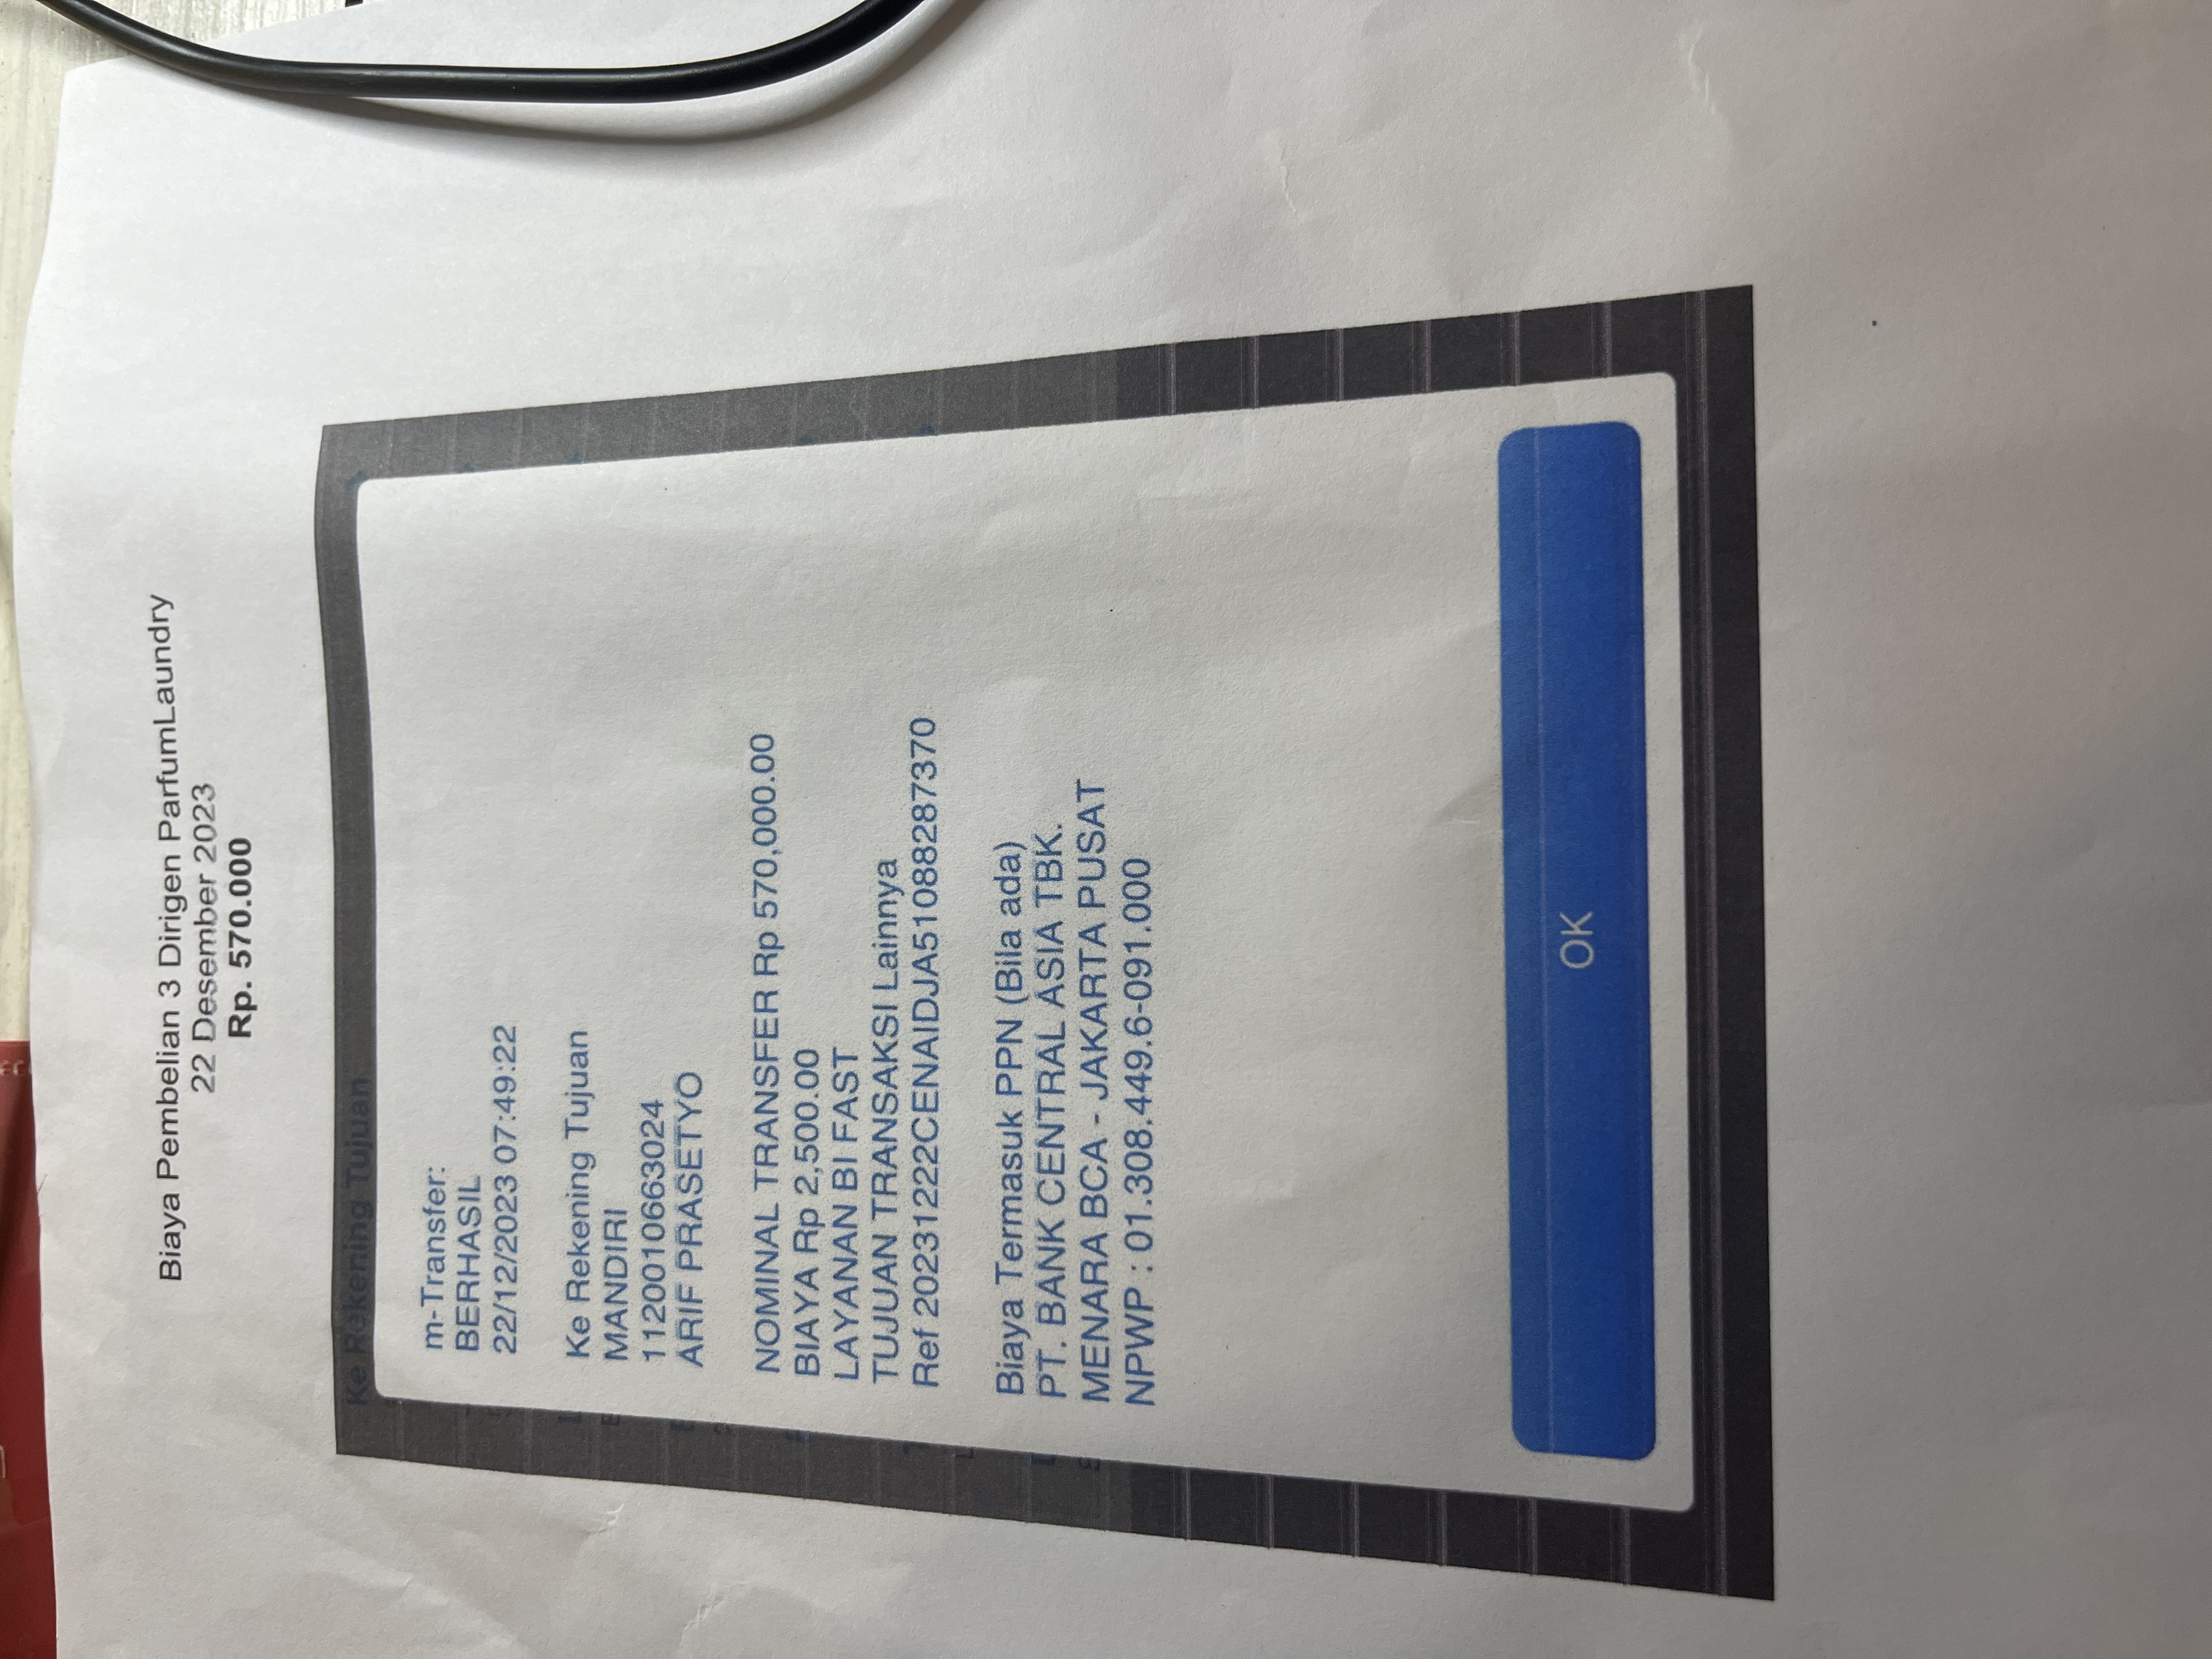 Biaya Pembelian 3 Dirigen ParfumLaundry
22 Desember 2023
Rp. 570.000
Ke Rekening Tujuan
m-Transfer:
BERHASIL
22/12/2023 07:49:22
Ke Rekening Tujuan
MANDIRI
1120010663024
ARIF PRASETYO
NOMINAL TRANSFER Rp 570,000.00
BIAYA Rp 2,500.00
LAYANAN BI FAST
TUJUAN TRANSAKSI Lainnya
Ref 20231222CENAIDJA51088287370
Biaya Termasuk PPN (Bila ada)
PT. BANK CENTRAL ASIA TBK.
MENARA BCA - JAKARTA PUSAT
NPWP : 01.308.449.6-091.000
OK